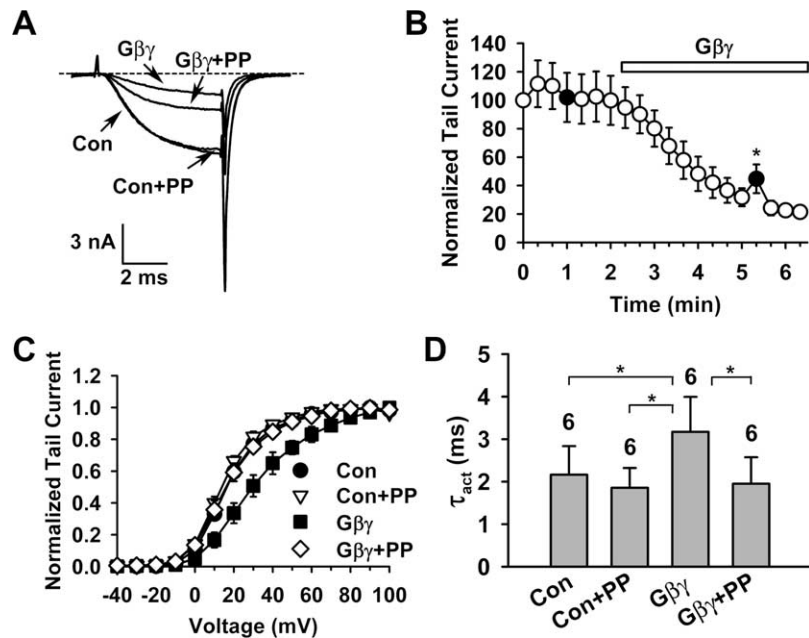 A
Gβγ
Gβγ+PP
Con
Con+PP
3 nA
2 ms
B
Gβγ
Normalized Tail Current
140
120
100
80
60
40
20
0
*
0 1 2 3 4 5 6
Time (min)
C
Normalized Tail Current
1.2
1.0
0.8
0.6
0.4
0.2
0.0
Con
Con+PP
Gβγ
Gβγ+PP
-40 -20 0 20 40 60 80 100
Voltage (mV)
D
τact (ms)
5
4
3
2
1
0
* * *
6 6 6 6
Con Con+PP Gβγ Gβγ+PP